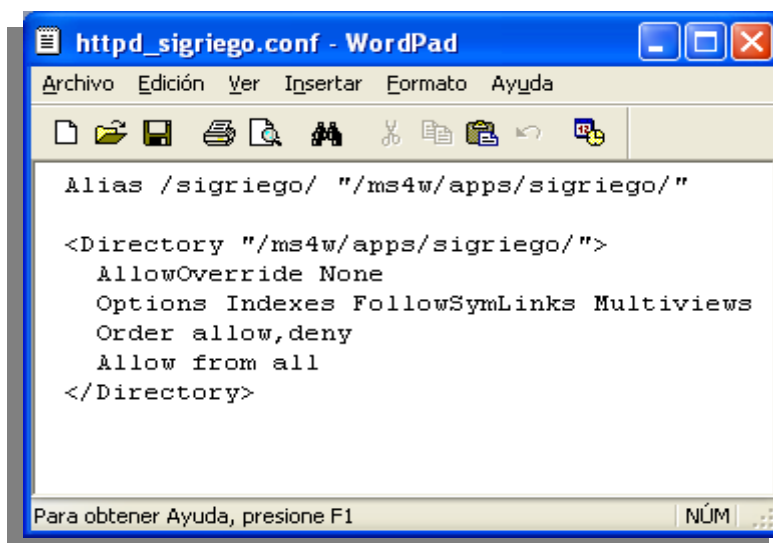 httpd_sigriego.conf - WordPad
Archivo Edición Ver Insertar Formato Ayuda
Alias /sigriego/ "/ms4w/apps/sigriego/"
<Directory "/ms4w/apps/sigriego/">
AllowOverride None
Options Indexes FollowSymLinks Multiviews
Order allow,deny
Allow from all
</Directory>
Para obtener Ayuda, presione F1
NÚM